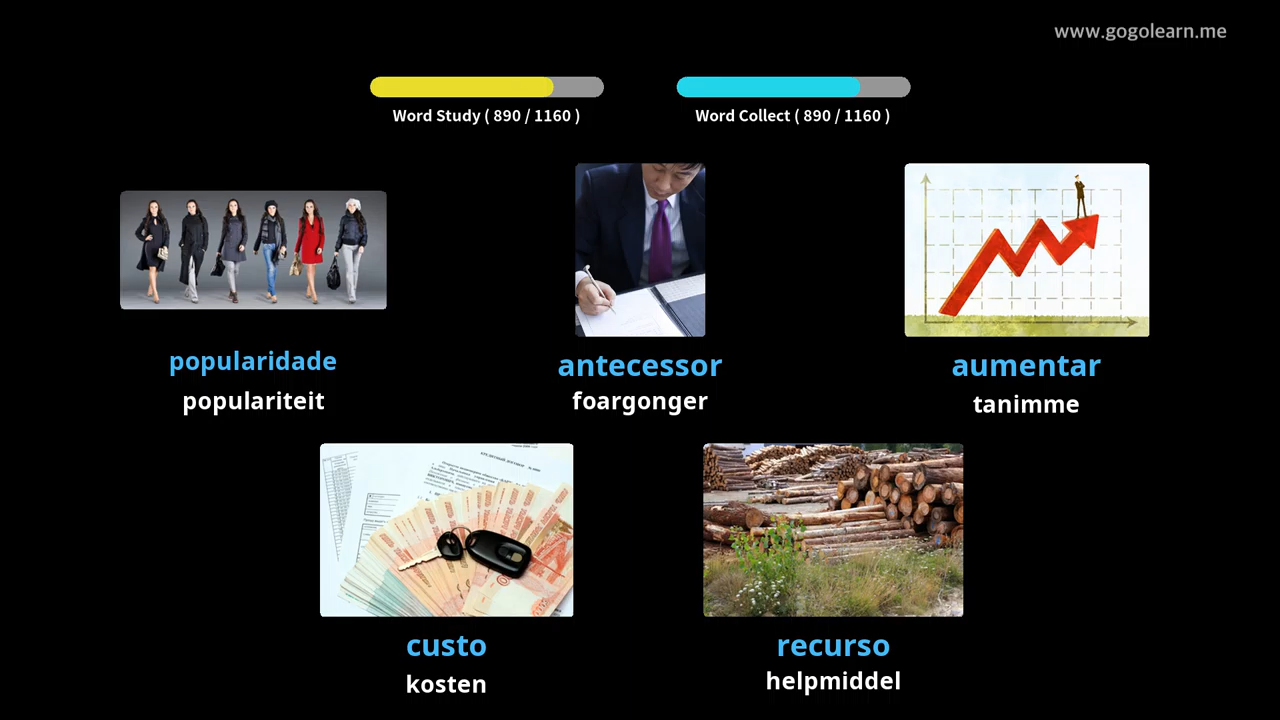 www.gogolearn.me
Word Study ( 890 / 1160 )
Word Collect ( 890 / 1160 )
popularidade
populariteit
antecessor
foargonger
aumentar
tanimme
custo
kosten
recurso
helpmiddel